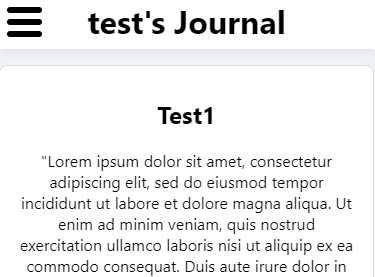 test's Journal
Test1
"Lorem ipsum dolor sit amet, consectetur
adipiscing elit, sed do eiusmod tempor
incididunt ut labore et dolore magna aliqua. Ut
enim ad minim veniam, quis nostrud
exercitation ullamco laboris nisi ut aliquip ex ea
commodo consequat. Duis aute irure dolor in